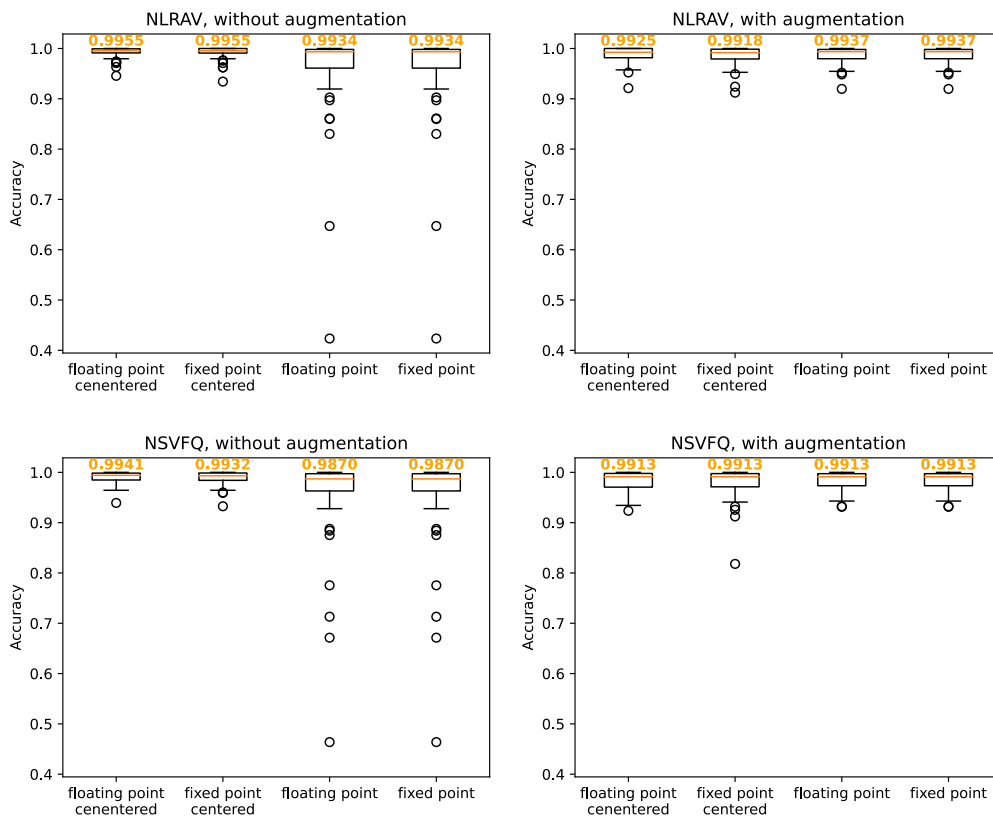 NLRAV, without augmentation
0.9955 0.9955 0.9934 0.9934
1.0
0.9
0.8
0.7
0.6
0.5
0.4
Accuracy
floating point fixed point floating point fixed point
cenentered centered
NLRAV, with augmentation
0.9925 0.9918 0.9937 0.9937
1.0
0.9
0.8
0.7
0.6
0.5
0.4
Accuracy
floating point fixed point floating point fixed point
cenentered centered
NSVFQ, without augmentation
0.9941 0.9932 0.9870 0.9870
1.0
0.9
0.8
0.7
0.6
0.5
0.4
Accuracy
floating point fixed point floating point fixed point
cenentered centered
NSVFQ, with augmentation
0.9913 0.9913 0.9913 0.9913
1.0
0.9
0.8
0.7
0.6
0.5
0.4
Accuracy
floating point fixed point floating point fixed point
cenentered centered